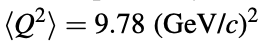 ⟨Q²⟩ = 9.78 (GeV/c)²